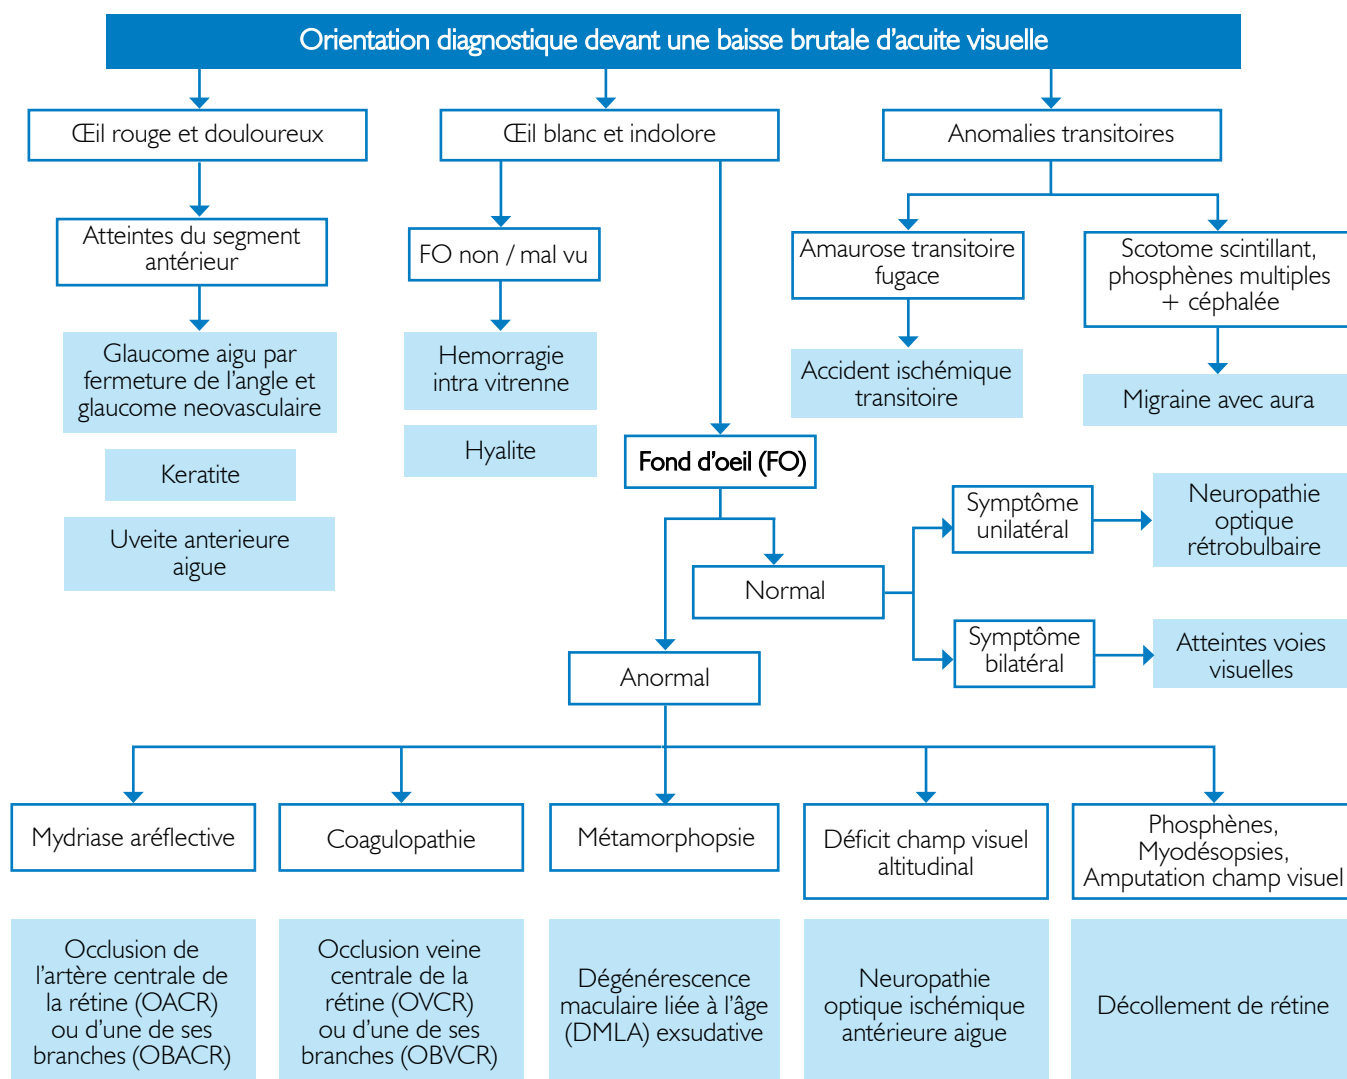 Orientation diagnostique devant une baisse brutale d'acuite visuelle
Œil rouge et douloureux
Œil blanc et indolore
Anomalies transitoires
Atteintes du segment
antérieur
FO non / mal vu
Amaurose transitoire
fugace
Scotome scintillant,
phosphènes multiples
+ céphalée
Glaucome aigu par
fermeture de l'angle et
glaucome neovasculaire
Hemorragie
intra vitrenne
Accident ischémique
transitoire
Migraine avec aura
Keratite
Hyalite
Fond d'oeil (FO)
Uveite anterieure
aigue
Symptôme
unilatéral
Neuropathie
optique
rétrobulbaire
Normal
Symptôme
bilatéral
Atteintes voies
visuelles
Anormal
Mydriase aréflective
Coagulopathie
Métamorphopsie
Déficit champ visuel
altitudinal
Phosphènes,
Myodésopsies,
Amputation champ visuel
Occlusion de
l'artère centrale de
la rétine (OACR)
ou d'une de ses
branches (OBACR)
Occlusion veine
centrale de la
rétine (OVCR)
ou d'une de ses
branches (OBVCR)
Dégénérescence
maculaire liée à l'âge
(DMLA) exsudative
Neuropathie
optique ischémique
antérieure aigue
Décollement de rétine